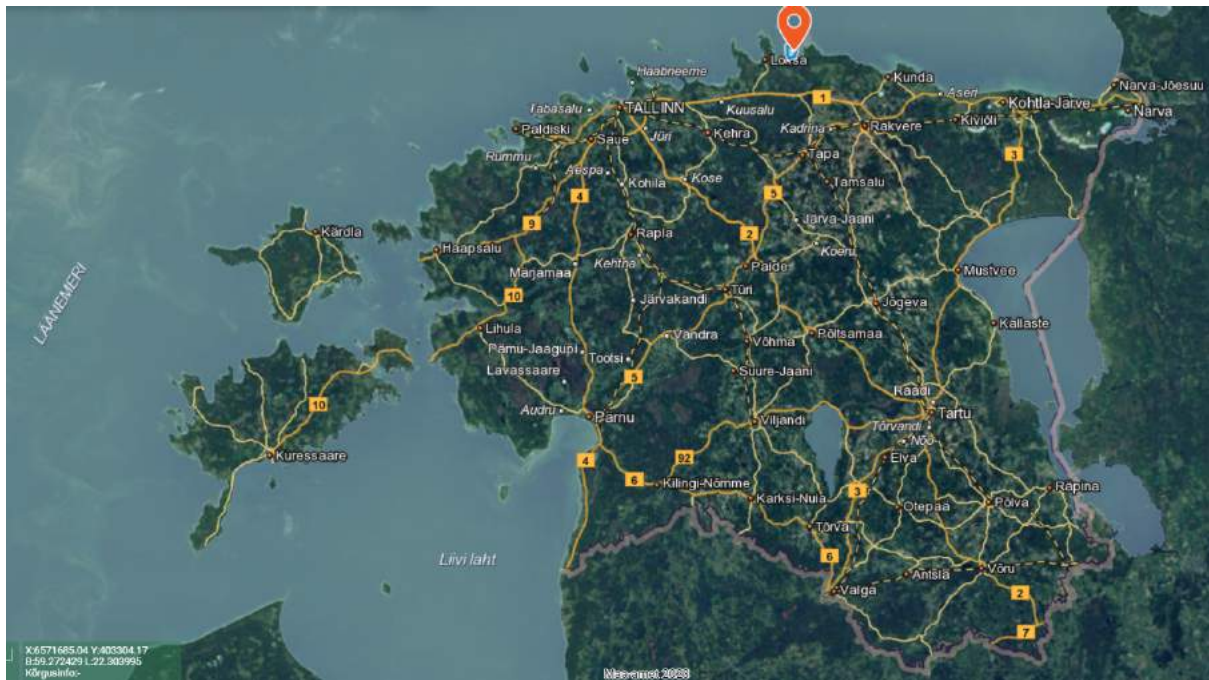 Loksa
Haabneeme
Kunda
Narva-Jõesuu
Aseri
Kohtla-Järve
Tabasalu
TALLINN
Kuusalu
1
Narva
Paldiski
Jüri
Kehra
Kadrina
Rakvere
Kiviõli
Saue
Rummu
Aespa
Tapa
3
Kohila
Kose
Tamsalu
4
5
9
Järva-Jaani
Kärdla
Rapla
2
Haapsalu
Koeru
Märjamaa
Kehtna
Paide
Mustvee
LÄÄNEMERI
10
Järvakandi
Türi
Jõgeva
Lihula
Vändra
Põltsamaa
Kallaste
Pärnu-Jaagupi
Tootsi
Võhma
Lavassaare
5
Suure-Jaani
10
Raadi
Audru
Pärnu
Viljandi
Tartu
Tõrvandi
Nõo
Kuressaare
4
92
Elva
6
Kilingi-Nõmme
Karksi-Nuia
3
Räpina
Otepää
Põlva
Tõrva
Liivi laht
6
Antsla
Võru
Valga
2
7
X:6571685.04 Y:403304.17
B:59.272429 L:22.303995
Kõrgusinfo:-
Maa-amet 2023